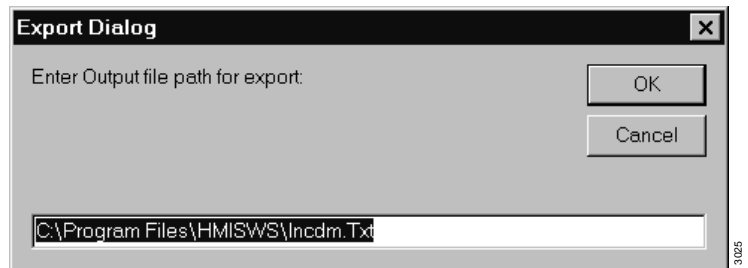 Export Dialog
Enter Output file path for export:
OK
Cancel
C:\Program Files\HMISWS\Incdm.Txt
3025